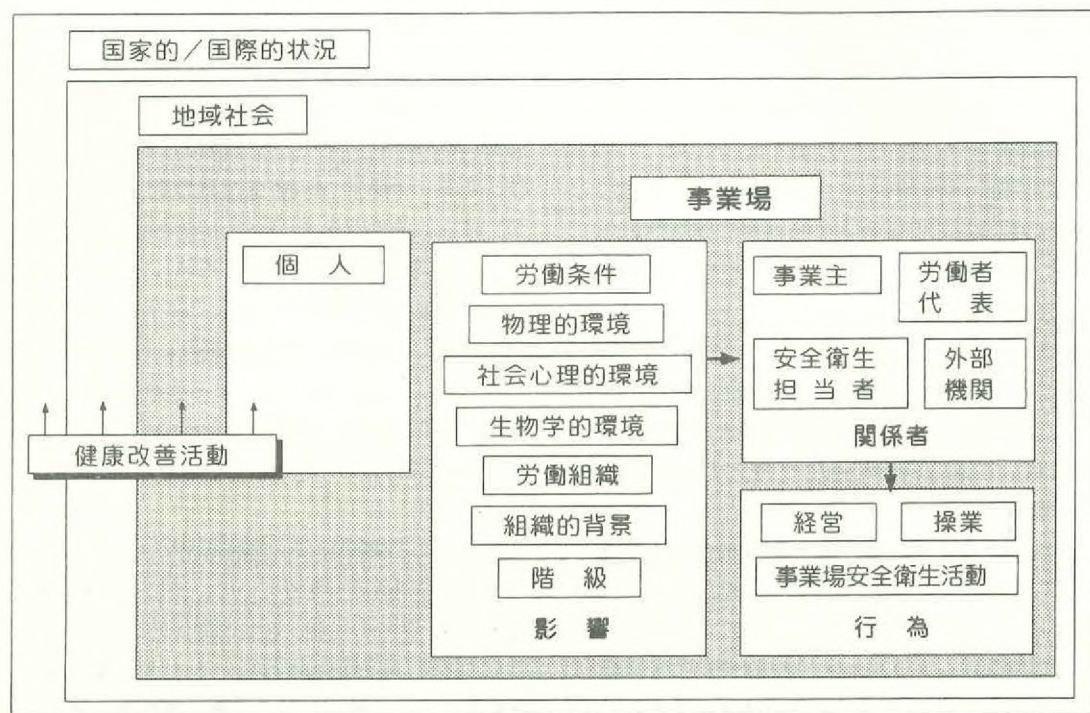 国家的／国際的状況
地域社会
事業場
個 人
健康改善活動
労働条件
物理的環境
社会心理的環境
生物学的環境
労働組織
組織的背景
階 級
影 響
事業主
労働者
代 表
安全衛生
担 当 者
外部
機関
関係者
経営
操業
事業場安全衛生活動
行 為